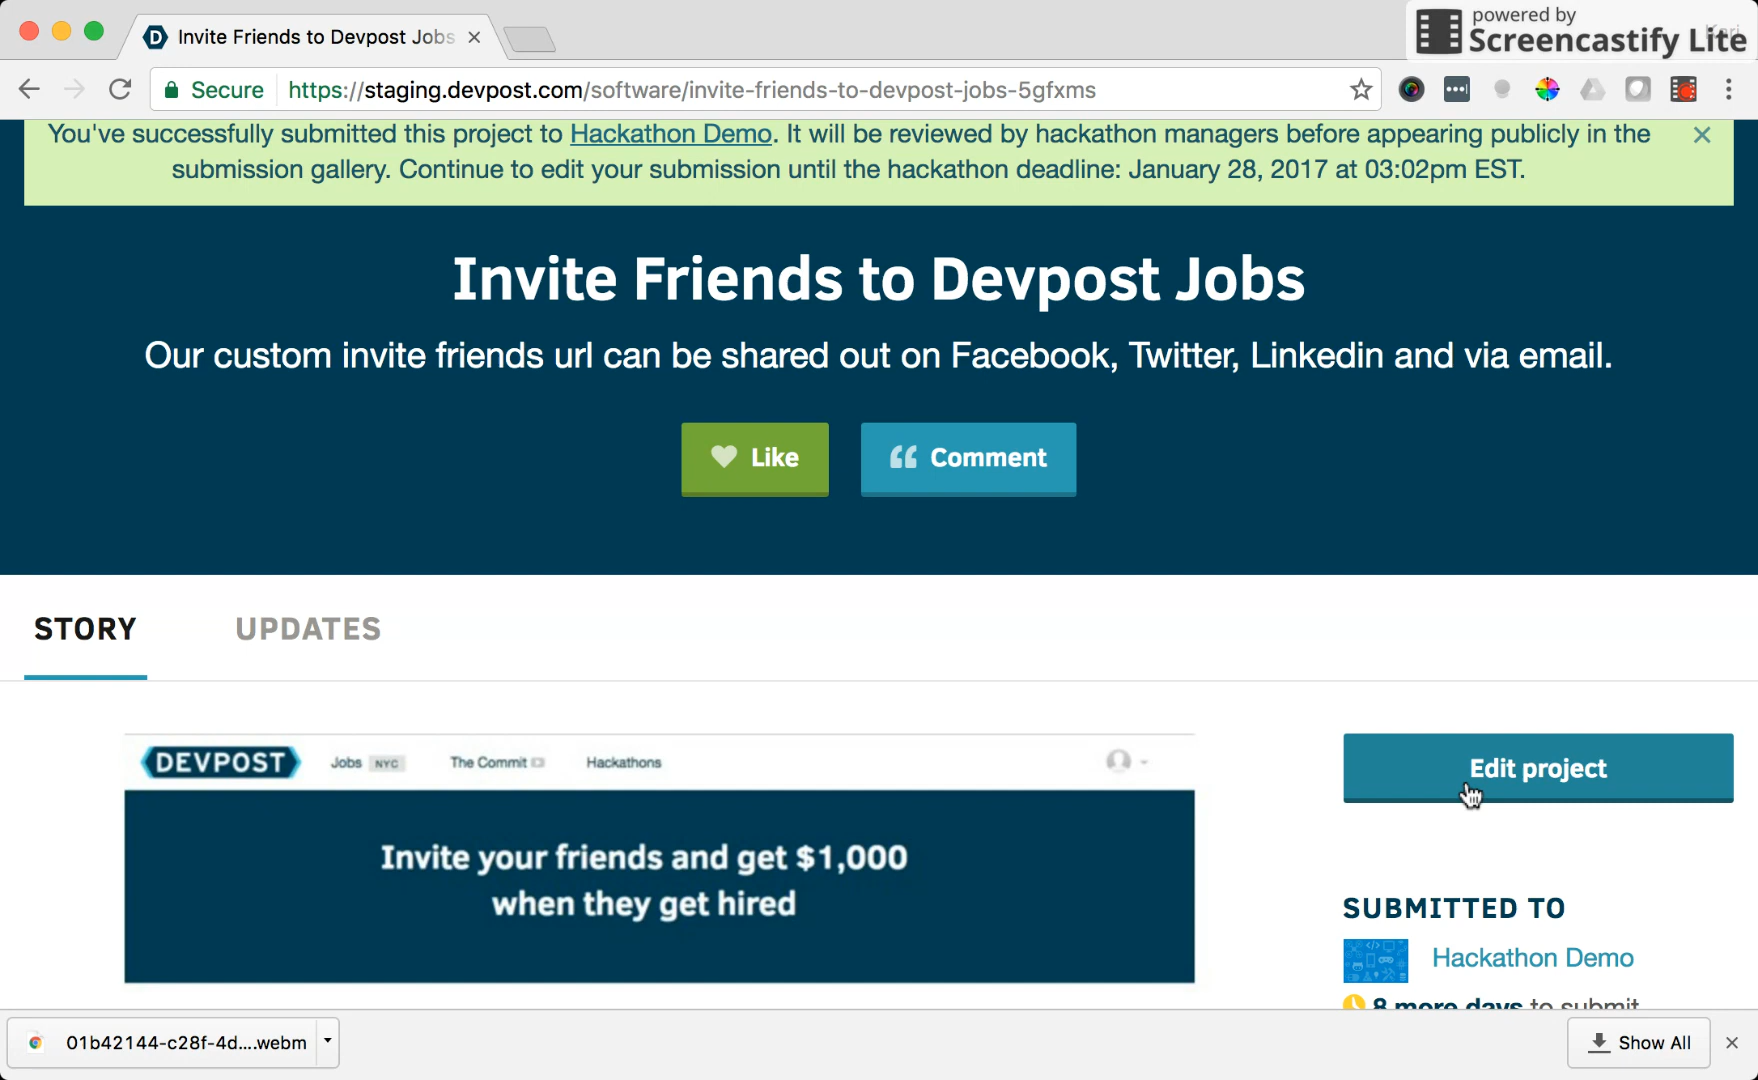 powered by
Screencastify Lite
Invite Friends to Devpost Jobs
Secure
https://staging.devpost.com/software/invite-friends-to-devpost-jobs-5gfxms
You've successfully submitted this project to Hackathon Demo. It will be reviewed by hackathon managers before appearing publicly in the
submission gallery. Continue to edit your submission until the hackathon deadline: January 28, 2017 at 03:02pm EST.
Invite Friends to Devpost Jobs
Our custom invite friends url can be shared out on Facebook, Twitter, Linkedin and via email.
Like
Comment
STORY
UPDATES
DEVPOST
Jobs NYC
The Commit
Hackathons
Edit project
Invite your friends and get $1,000
when they get hired
SUBMITTED TO
Hackathon Demo
8 more days to submit
01b42144-c28f-4d....webm
Show All